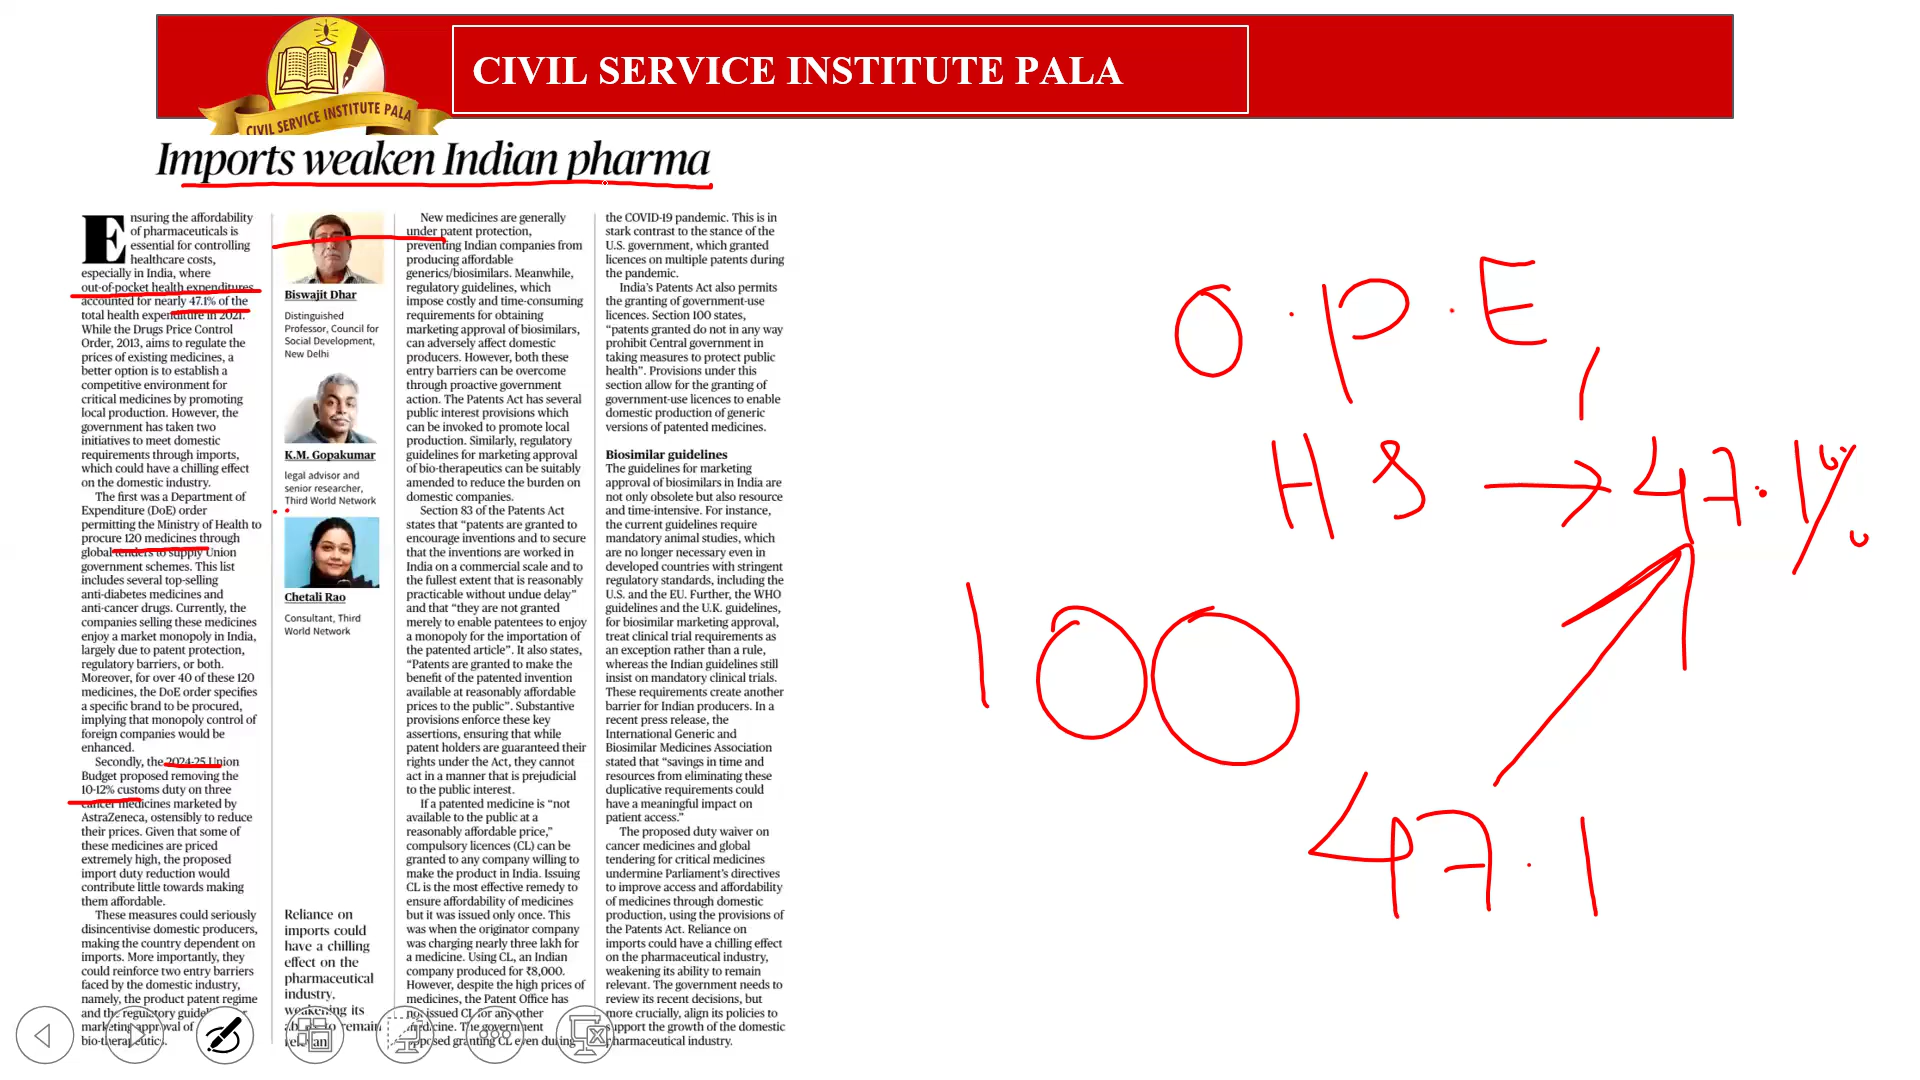 CIVIL SERVICE INSTITUTE PALA
CIVIL SERVICE INSTITUTE PALA
Imports weaken Indian pharma
Ensuring the affordability
of pharmaceuticals is
essential for controlling
healthcare costs,
especially in India, where
out-of-pocket health expenditures
accounted for nearly 47.1% of the
total health expenditure in 2021.
While the Drugs Price Control
Order, 2013, aims to regulate the
prices of existing medicines, a
better option is to establish a
competitive environment for
critical medicines by promoting
local production. However, the
government has taken two
initiatives to meet domestic
requirements through imports,
which could have a chilling effect
on the domestic industry.
The first was a Department of
Expenditure (DoE) order
permitting the Ministry of Health to
procure 120 medicines through
global tenders to supply Union
government schemes. This list
includes several top-selling
anti-diabetes medicines and
anti-cancer drugs. Currently, the
companies selling these medicines
enjoy a market monopoly in India,
largely due to patent protection,
regulatory barriers, or both.
Moreover, for over 40 of these 120
medicines, the DoE order specifies
a specific brand to be procured,
implying that monopoly control of
foreign companies would be
enhanced.
Secondly, the 2024-25 Union
Budget proposed removing the
10-12% customs duty on three
cancer medicines marketed by
AstraZeneca, ostensibly to reduce
their prices. Given that some of
these medicines are priced
extremely high, the proposed
import duty reduction would
contribute little towards making
them affordable.
These measures could seriously
disincentivise domestic producers,
making the country dependent on
imports. More importantly, they
could reinforce two entry barriers
faced by the domestic industry,
namely, the product patent regime
and the regulatory
marketing approval of
bio-therapeutics.
Biswajit Dhar
Distinguished
Professor, Council for
Social Development,
New Delhi
K.M. Gopakumar
legal advisor and
senior researcher,
Third World Network
Chetali Rao
Consultant, Third
World Network
Reliance on
imports could
have a chilling
effect on the
pharmaceutical
industry,
weakening its
to remain
New medicines are generally
under patent protection,
preventing Indian companies from
producing affordable
generics/biosimilars. Meanwhile,
regulatory guidelines, which
impose costly and time-consuming
requirements for obtaining
marketing approval of biosimilars,
can adversely affect domestic
producers. However, both these
entry barriers can be overcome
through proactive government
action. The Patents Act has several
public interest provisions which
can be invoked to promote local
production. Similarly, regulatory
guidelines for marketing approval
of bio-therapeutics can be suitably
amended to reduce the burden on
domestic companies.
Section 83 of the Patents Act
states that “patents are granted to
encourage inventions and to secure
that the inventions are worked in
India on a commercial scale and to
the fullest extent that is reasonably
practicable without undue delay”
and that “they are not granted
merely to enable patentees to enjoy
a monopoly for the importation of
the patented article”. It also states,
“Patents are granted to make the
benefit of the patented invention
available at reasonably affordable
prices to the public”. Substantive
provisions enforce these key
assertions, ensuring that while
patent holders are guaranteed their
rights under the Act, they cannot
act in a manner that is prejudicial
to the public interest.
If a patented medicine is “not
available to the public at a
reasonably affordable price,”
compulsory licences (CL) can be
granted to any company willing to
make the product in India. Issuing
CL is the most effective remedy to
ensure affordability of medicines
but it was issued only once. This
was when the originator company
was charging nearly three lakh for
a medicine. Using CL, an Indian
company produced for ₹8,000.
However, despite the high prices of
medicines, the Patent Office has
not issued CL for any other
medicine. The government
opposed granting CL even during
the COVID-19 pandemic. This is in
stark contrast to the stance of the
U.S. government, which granted
licences on multiple patents during
the pandemic.
India’s Patents Act also permits
the granting of government-use
licences. Section 100 states,
“patents granted do not in any way
prohibit Central government in
taking measures to protect public
health”. Provisions under this
section allow for the granting of
government-use licences to enable
domestic production of generic
versions of patented medicines.
Biosimilar guidelines
The guidelines for marketing
approval of biosimilars in India are
not only obsolete but also resource
and time-intensive. For instance,
the current guidelines require
mandatory animal studies, which
are no longer necessary even in
developed countries with stringent
regulatory standards, including the
U.S. and the EU. Further, the WHO
guidelines and the U.K. guidelines,
for biosimilar marketing approval,
treat clinical trial requirements as
an exception rather than a rule,
whereas the Indian guidelines still
insist on mandatory clinical trials.
These requirements create another
barrier for Indian producers. In a
recent press release, the
International Generic and
Biosimilar Medicines Association
stated that “savings in time and
resources from eliminating these
duplicative requirements could
have a meaningful impact on
patient access.”
The proposed duty waiver on
cancer medicines and global
tendering for critical medicines
undermine Parliament’s directives
to improve access and affordability
of medicines through domestic
production, using the provisions of
the Patents Act. Reliance on
imports could have a chilling effect
on the pharmaceutical industry,
weakening its ability to remain
relevant. The government needs to
review its recent decisions, but
more crucially, align its policies to
support the growth of the domestic
pharmaceutical industry.
O.P.E,
HS → 47.1%
100
47.1